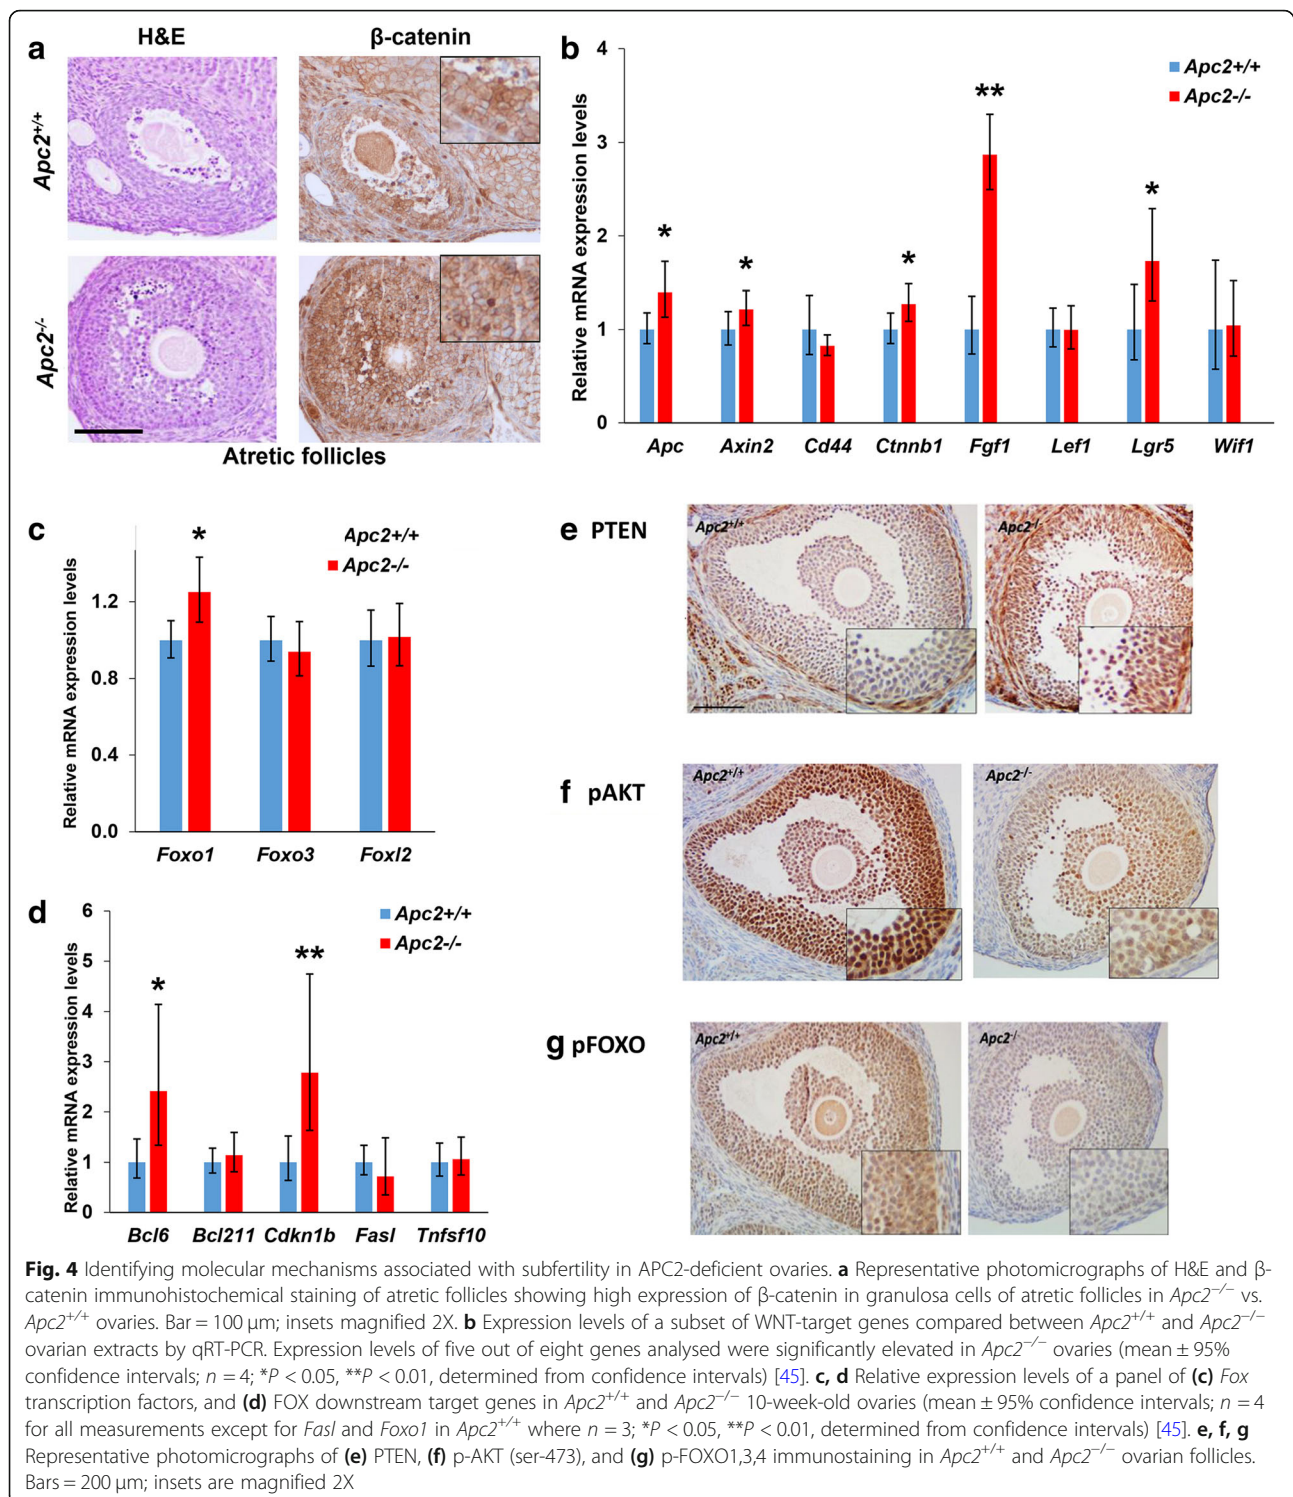 a
H&E
β-catenin
Apc2+/+
Apc2-/-
Atretic follicles
b
Relative mRNA expression levels
4
3
2
1
0
Apc2+/+
Apc2-/-
*
*
*
**
*
Apc
Axin2
Cd44
Ctnnb1
Fgf1
Lef1
Lgr5
Wif1
c
Relative mRNA expression levels
1.2
0.8
0.4
0.0
Apc2+/+
Apc2-/-
*
Foxo1
Foxo3
Foxl2
d
Relative mRNA expression levels
6
5
4
3
2
1
0
Apc2+/+
Apc2-/-
*
**
Bcl6
Bcl211
Cdkn1b
Fasl
Tnfsf10
e PTEN
Apc2+/+
Apc2-/-
f pAKT
Apc2+/+
Apc2-/-
g pFOXO
Apc2+/+
Apc2-/-
Fig. 4 Identifying molecular mechanisms associated with subfertility in APC2-deficient ovaries. a Representative photomicrographs of H&E and β-
catenin immunohistochemical staining of atretic follicles showing high expression of β-catenin in granulosa cells of atretic follicles in Apc2−/− vs.
Apc2+/+ ovaries. Bar = 100 μm; insets magnified 2X. b Expression levels of a subset of WNT-target genes compared between Apc2+/+ and Apc2−/−
ovarian extracts by qRT-PCR. Expression levels of five out of eight genes analysed were significantly elevated in Apc2−/− ovaries (mean ± 95%
confidence intervals; n = 4; *P < 0.05, **P < 0.01, determined from confidence intervals) [45]. c, d Relative expression levels of a panel of (c) Fox
transcription factors, and (d) FOX downstream target genes in Apc2+/+ and Apc2−/− 10-week-old ovaries (mean ± 95% confidence intervals; n = 4
for all measurements except for Fasl and Foxo1 in Apc2+/+ where n = 3; *P < 0.05, **P < 0.01, determined from confidence intervals) [45]. e, f, g
Representative photomicrographs of (e) PTEN, (f) p-AKT (ser-473), and (g) p-FOXO1,3,4 immunostaining in Apc2+/+ and Apc2−/− ovarian follicles.
Bars = 200 μm; insets are magnified 2X